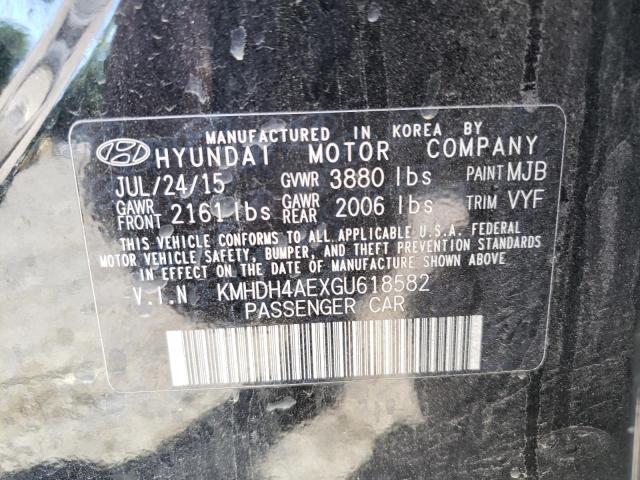 MANUFACTURED IN KOREA BY
HYUNDAI MOTOR COMPANY
JUL/24/15 GVWR 3880 lbs PAINT MJB
GAWR FRONT 2161 lbs GAWR REAR 2006 lbs TRIM VYF
THIS VEHICLE CONFORMS TO ALL APPLICABLE U.S.A. FEDERAL
MOTOR VEHICLE SAFETY, BUMPER, AND THEFT PREVENTION STANDARDS
IN EFFECT ON THE DATE OF MANUFACTURE SHOWN ABOVE.
V.I.N KMHDH4AEXGU618582
PASSENGER CAR